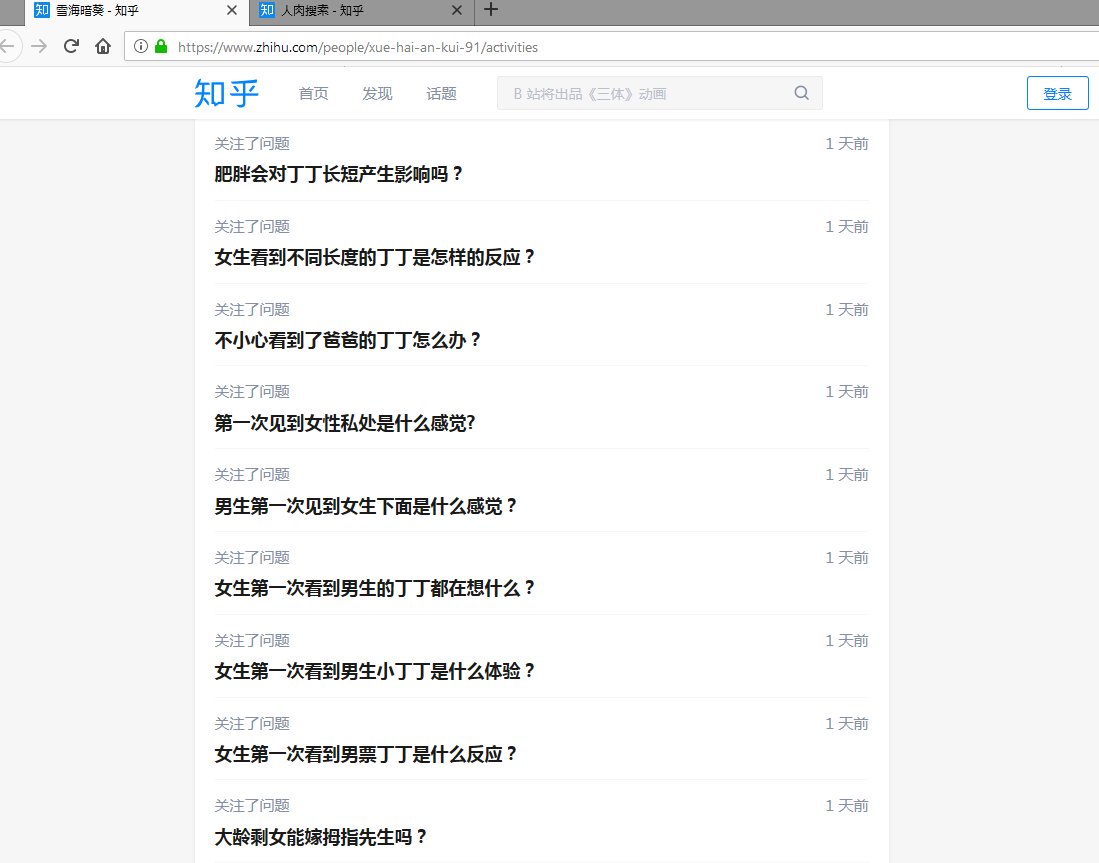 雪海暗葵 - 知乎
人肉搜索 - 知乎
https://www.zhihu.com/people/xue-hai-an-kui-91/activities
知乎 首页 发现 话题 B 站将出品《三体》动画 登录
关注了问题 1 天前
肥胖会对丁丁长短产生影响吗？
关注了问题 1 天前
女生看到不同长度的丁丁是怎样的反应？
关注了问题 1 天前
不小心看到了爸爸的丁丁怎么办？
关注了问题 1 天前
第一次见到女性私处是什么感觉?
关注了问题 1 天前
男生第一次见到女生下面是什么感觉？
关注了问题 1 天前
女生第一次看到男生的丁丁都在想什么？
关注了问题 1 天前
女生第一次看到男生小丁丁是什么体验？
关注了问题 1 天前
女生第一次看到男票丁丁是什么反应？
关注了问题 1 天前
大龄剩女能嫁拇指先生吗？